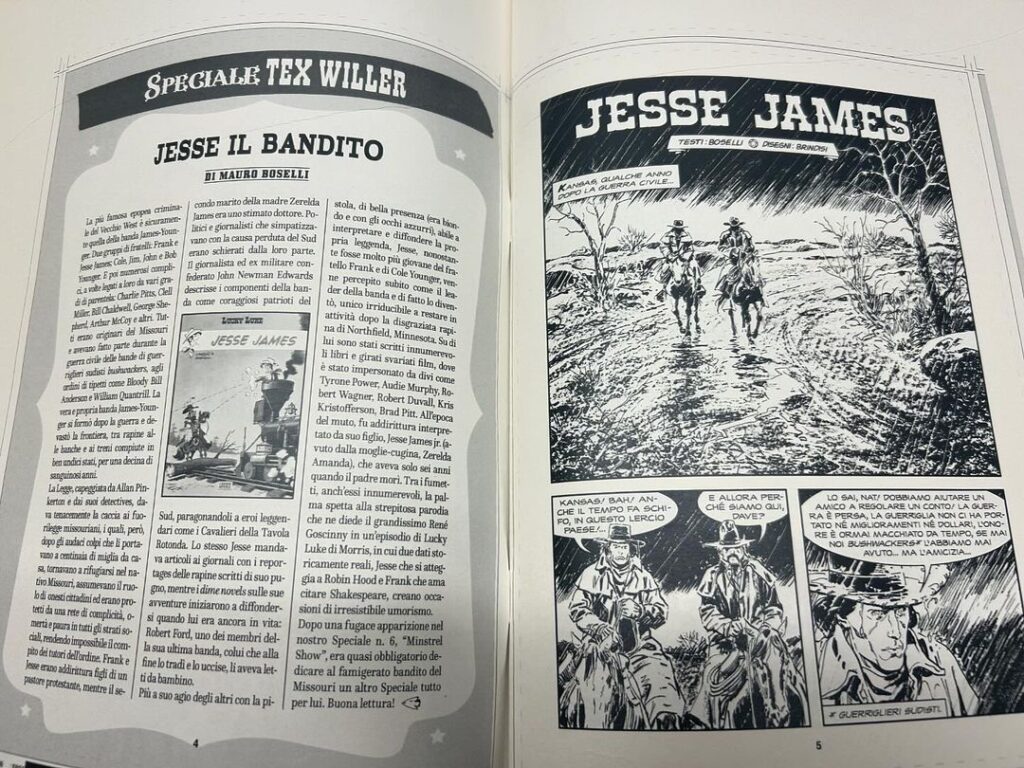 SPECIALE TEX WILLER
JESSE IL BANDITO
DI MAURO BOSELLI
La più famosa epopea crimina-
le del Vecchio West è sicuramen-
te quella della banda James-Youn-
ger. Due gruppi di fratelli: Frank e
Jesse James; Cole, Jim, John e Bob
Younger. E poi numerosi compli-
ci, a volte legati a loro da vari gra-
di di parentela: Charlie Pitts, Clell
Miller, Bill Chaldwell, George She-
pherd, Arthur McCoy e altri. Tut-
ti erano originari del Missouri
e avevano fatto parte durante la
guerra civile delle bande di guer-
riglieri sudisti bushwackers, agli
ordini di tipetti come Bloody Bill
Anderson e William Quantrill. La
vera e propria banda James-Youn-
ger si formò dopo la guerra e de-
vastò la frontiera, tra rapine al-
le banche e ai treni compiute in
ben undici stati, per una decina di
sanguinosi anni.
La Legge, capeggiata da Allan Pin-
kerton e dai suoi detectives, da-
va tenacemente la caccia ai fuo-
rilegge missouriani, i quali, però,
dopo gli audaci colpi che li porta-
vano a centinaia di miglia da ca-
sa, tornavano a rifugiarsi nel na-
tivo Missouri, assumevano il ruo-
lo di onesti cittadini ed erano pro-
tetti da una rete di complicità, o-
mertà e paura in tutti gli strati so-
ciali, rendendo impossibile il com-
pito dei tutori dell'ordine. Frank e
Jesse erano addirittura figli di un
pastore protestante, mentre il se-
condo marito della madre Zerelda
James era uno stimato dottore. Po-
litici e giornalisti che simpatizza-
vano con la causa perduta del Sud
erano schierati dalla loro parte.
Il giornalista ed ex militare con-
federato John Newman Edwards
descrisse i componenti della ban-
da come coraggiosi patrioti del
LUCKY LUKE
JESSE JAMES
Sud, paragonandoli a eroi leggen-
dari come i Cavalieri della Tavola
Rotonda. Lo stesso Jesse manda-
va articoli ai giornali con i repor-
tages delle rapine scritti di suo pu-
gno, mentre i dime novels sulle sue
avventure iniziarono a diffonder-
si quando lui era ancora in vita:
Robert Ford, uno dei membri del-
la sua ultima banda, colui che alla
fine lo tradì e lo uccise, li aveva let-
ti da bambino.
Più a suo agio degli altri con la pi-
stola, di bella presenza (era bion-
do e con gli occhi azzurri), abile a
interpretare e diffondere la pro-
pria leggenda, Jesse, nonostan-
te fosse molto più giovane del fra-
tello Frank e di Cole Younger, ven-
ne percepito subito come il lea-
der della banda e di fatto lo diven-
tò, unico irriducibile a restare in
attività dopo la disgraziata rapi-
na di Northfield, Minnesota. Su di
lui sono stati scritti innumerevo-
li libri e girati svariati film, dove
è stato impersonato da divi come
Tyrone Power, Audie Murphy, Ro-
bert Wagner, Robert Duvall, Kris
Kristofferson, Brad Pitt. All'epoca
del muto, fu addirittura interpre-
tato da suo figlio, Jesse James jr. (a-
vuto dalla moglie-cugina, Zerelda
Amanda), che aveva solo sei anni
quando il padre morì. Tra i fumet-
ti, anch'essi innumerevoli, la pal-
ma spetta alla strepitosa parodia
che ne diede il grandissimo René
Goscinny in un'episodio di Lucky
Luke di Morris, in cui due dati sto-
ricamente reali, Jesse che si atteg-
gia a Robin Hood e Frank che ama
citare Shakespeare, creano occa-
sioni di irresistibile umorismo.
Dopo una fugace apparizione nel
nostro Speciale n. 6, "Minstrel
Show", era quasi obbligatorio de-
dicare al famigerato bandito del
Missouri un altro Speciale tutto
per lui. Buona lettura!
4
JESSE JAMES
TESTI: BOSELLI DISEGNI: BRINDISI
KANSAS, QUALCHE ANNO
DOPO LA GUERRA CIVILE...
KANSAS! BAH! AN-
CHE IL TEMPO FA SCHI-
FO, IN QUESTO LERCIO
PAESE!...
E ALLORA PER-
CHÉ SIAMO QUI,
DAVE?
LO SAI, NAT! DOBBIAMO AIUTARE UN
AMICO A REGOLARE UN CONTO! LA GUER-
RA È PERSA, LA GUERRIGLIA NON CI HA POR-
TATO NÉ MIGLIORAMENTI NÉ DOLLARI, L'ONO-
RE È ORMAI MACCHIATO DA TEMPO, SE MAI
NOI BUSHWACKERS* L'ABBIAMO MAI
AVUTO... MA L'AMICIZIA...
* GUERRIGLIERI SUDISTI.
5